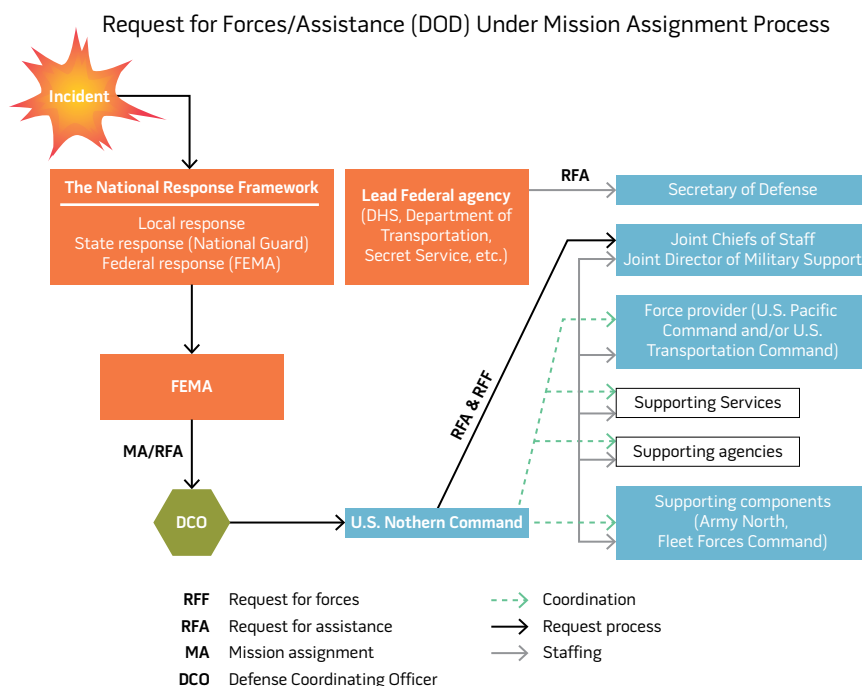 Request for Forces/Assistance (DOD) Under Mission Assignment Process
Incident
The National Response Framework
Local response
State response (National Guard)
Federal response (FEMA)
Lead Federal agency
(DHS, Department of
Transportation,
Secret Service, etc.)
RFA
Secretary of Defense
Joint Chiefs of Staff
Joint Director of Military Support
Force provider (U.S. Pacific
Command and/or U.S.
Transportation Command)
FEMA
RFA & RFF
Supporting Services
MA/RFA
Supporting agencies
DCO
U.S. Nothern Command
Supporting components
(Army North,
Fleet Forces Command)
RFF Request for forces
RFA Request for assistance
MA Mission assignment
DCO Defense Coordinating Officer
Coordination
Request process
Staffing